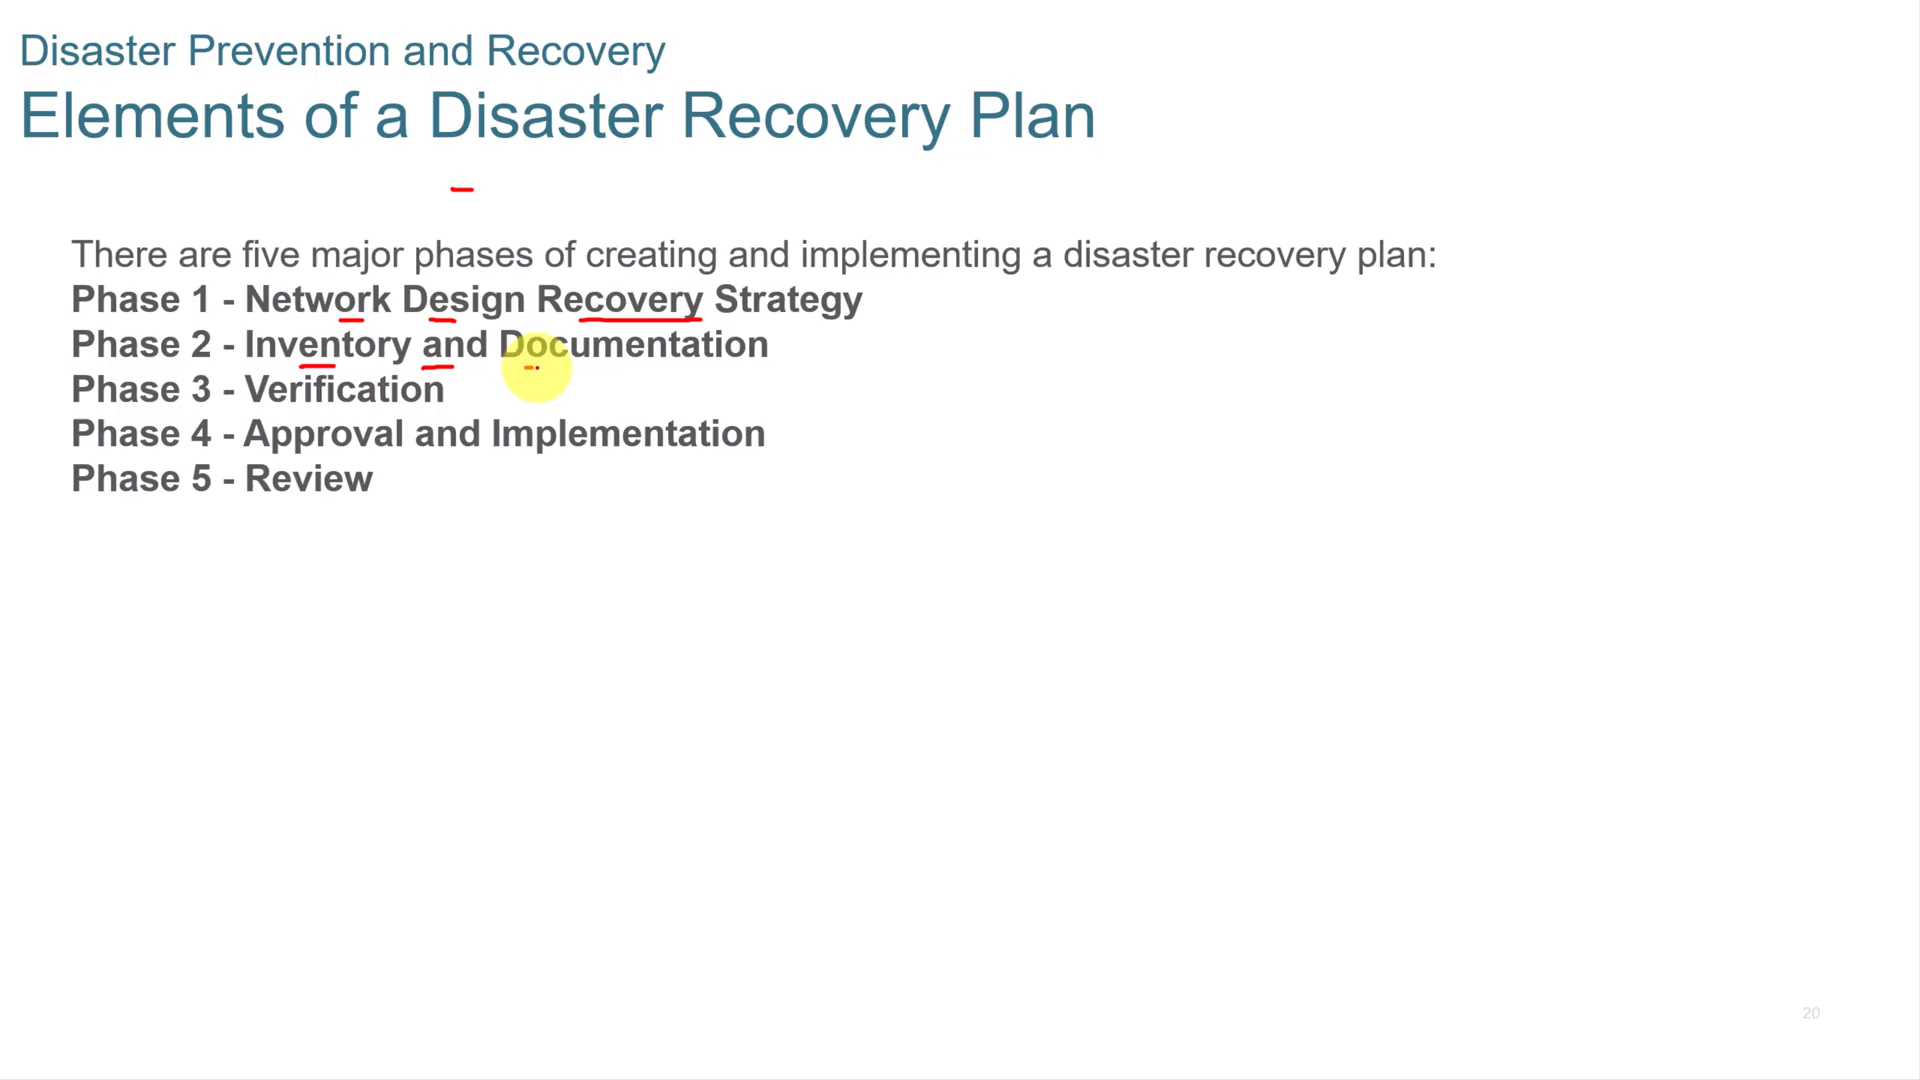 Disaster Prevention and Recovery
Elements of a Disaster Recovery Plan
There are five major phases of creating and implementing a disaster recovery plan:
Phase 1 - Network Design Recovery Strategy
Phase 2 - Inventory and Documentation
Phase 3 - Verification
Phase 4 - Approval and Implementation
Phase 5 - Review
20